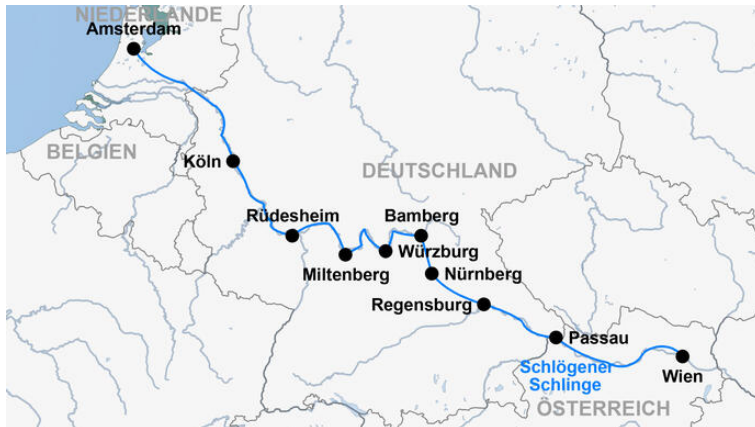 NIEDERLANDE
Amsterdam
BELGIEN
Köln
DEUTSCHLAND
Rüdesheim
Bamberg
Miltenberg
Würzburg
Nürnberg
Regensburg
Passau
Schlögener
Schlinge
Wien
ÖSTERREICH